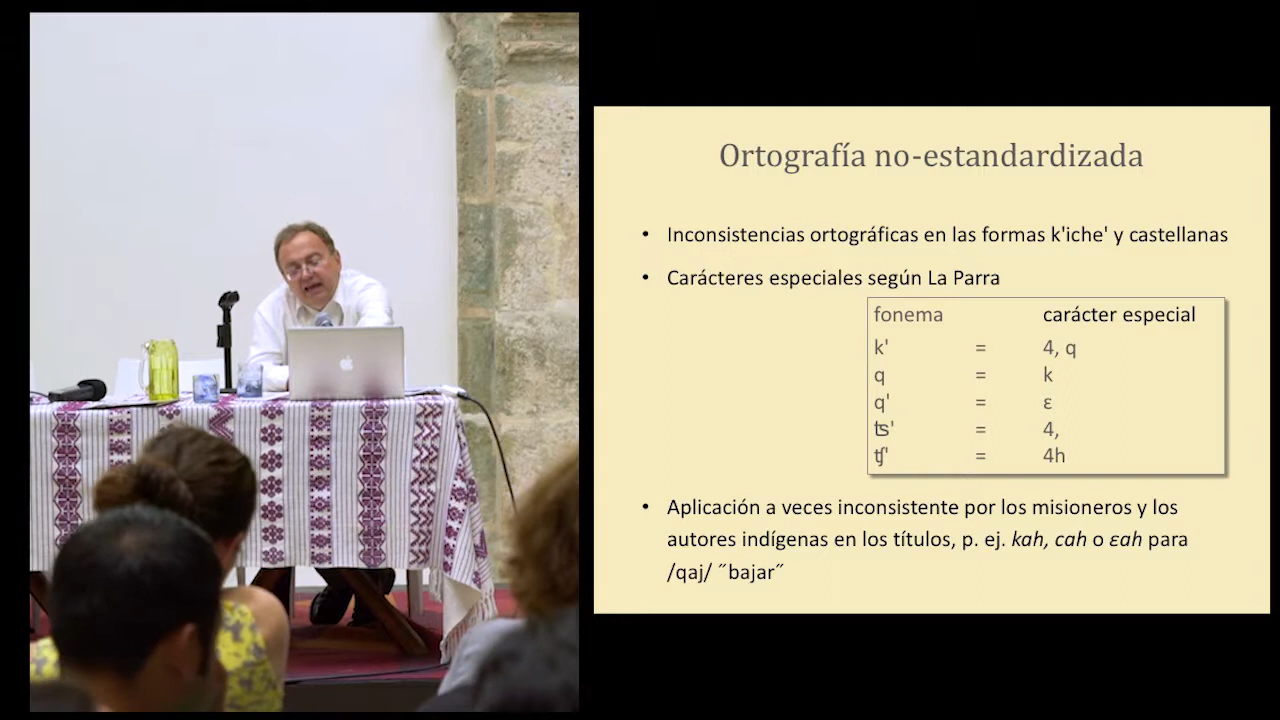 Ortografía no-estandardizada
• Inconsistencias ortográficas en las formas k'iche' y castellanas
• Carácteres especiales según La Parra
fonema carácter especial
k' = 4, q
q = k
q' = ε
ʦ' = 4,
ʧ' = 4h
• Aplicación a veces inconsistente por los misioneros y los
autores indígenas en los títulos, p. ej. kah, cah o εah para
/qaj/ ˝bajar˝